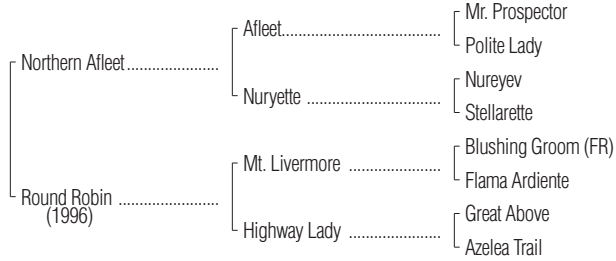 Mr. Prospector
Afleet
Polite Lady
Northern Afleet
Nureyev
Nuryette
Stellarette
Blushing Groom (FR)
Mt. Livermore
Flama Ardiente
Round Robin
(1996)
Great Above
Highway Lady
Azelea Trail